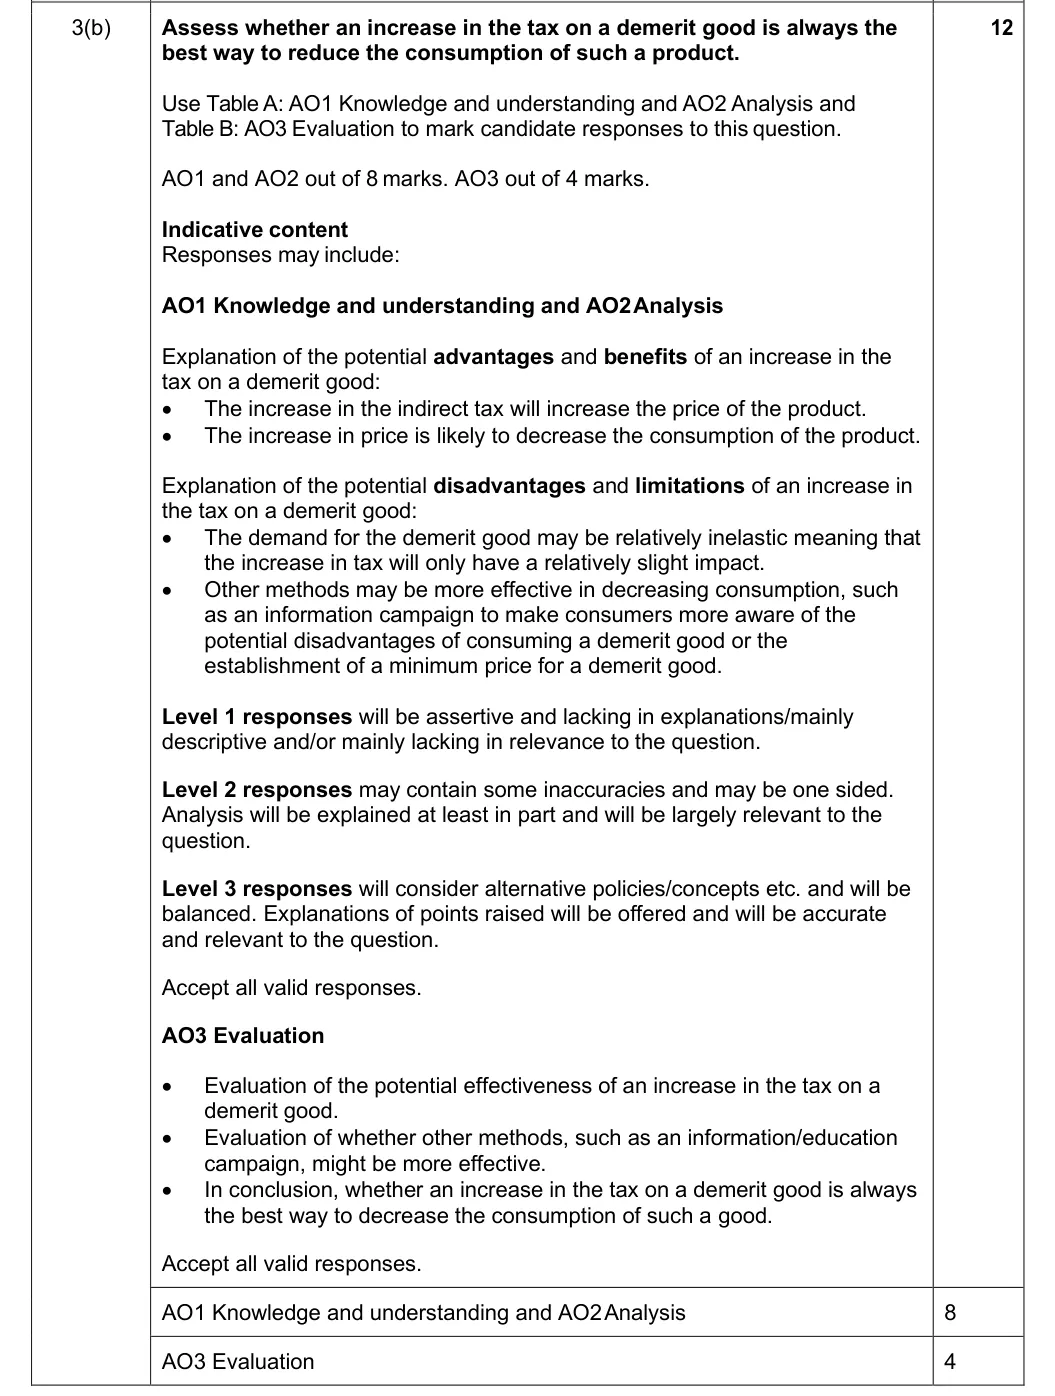 3(b)
Assess whether an increase in the tax on a demerit good is always the
best way to reduce the consumption of such a product.
12
Use Table A: AO1 Knowledge and understanding and AO2 Analysis and
Table B: AO3 Evaluation to mark candidate responses to this question.
AO1 and AO2 out of 8 marks. AO3 out of 4 marks.
Indicative content
Responses may include:
AO1 Knowledge and understanding and AO2 Analysis
Explanation of the potential advantages and benefits of an increase in the
tax on a demerit good:
• The increase in the indirect tax will increase the price of the product.
• The increase in price is likely to decrease the consumption of the product.
Explanation of the potential disadvantages and limitations of an increase in
the tax on a demerit good:
• The demand for the demerit good may be relatively inelastic meaning that
the increase in tax will only have a relatively slight impact.
• Other methods may be more effective in decreasing consumption, such
as an information campaign to make consumers more aware of the
potential disadvantages of consuming a demerit good or the
establishment of a minimum price for a demerit good.
Level 1 responses will be assertive and lacking in explanations/mainly
descriptive and/or mainly lacking in relevance to the question.
Level 2 responses may contain some inaccuracies and may be one sided.
Analysis will be explained at least in part and will be largely relevant to the
question.
Level 3 responses will consider alternative policies/concepts etc. and will be
balanced. Explanations of points raised will be offered and will be accurate
and relevant to the question.
Accept all valid responses.
AO3 Evaluation
• Evaluation of the potential effectiveness of an increase in the tax on a
demerit good.
• Evaluation of whether other methods, such as an information/education
campaign, might be more effective.
• In conclusion, whether an increase in the tax on a demerit good is always
the best way to decrease the consumption of such a good.
Accept all valid responses.
AO1 Knowledge and understanding and AO2 Analysis
8
AO3 Evaluation
4